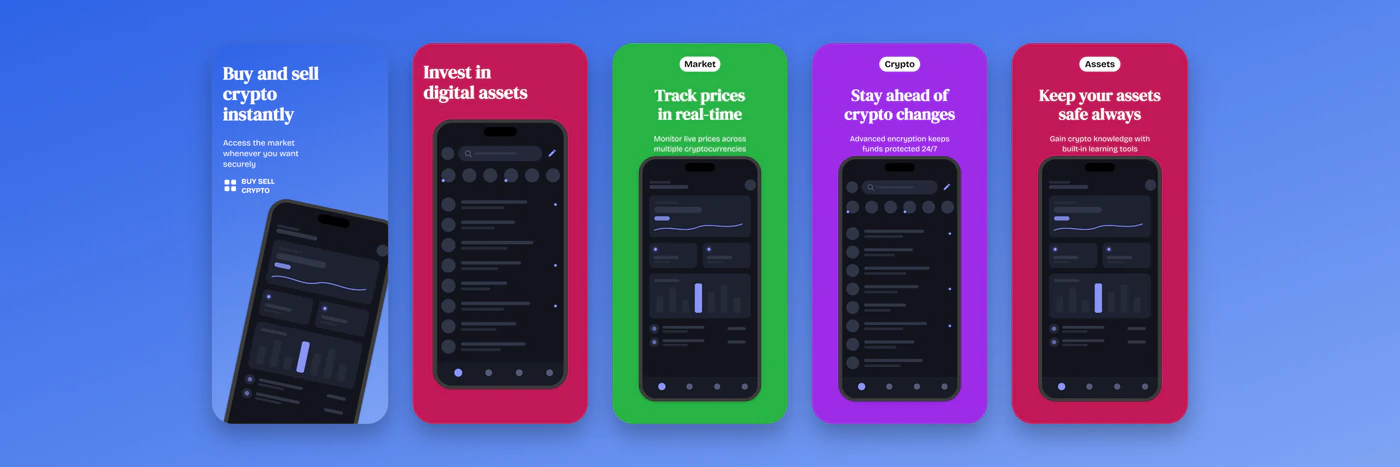 Buy and sell
crypto
instantly
Access the market
whenever you want
securely
BUY SELL
CRYPTO
Invest in
digital assets
Market
Track prices
in real-time
Monitor live prices across
multiple cryptocurrencies
Crypto
Stay ahead of
crypto changes
Advanced encryption keeps
funds protected 24/7
Assets
Keep your assets
safe always
Gain crypto knowledge with
built-in learning tools